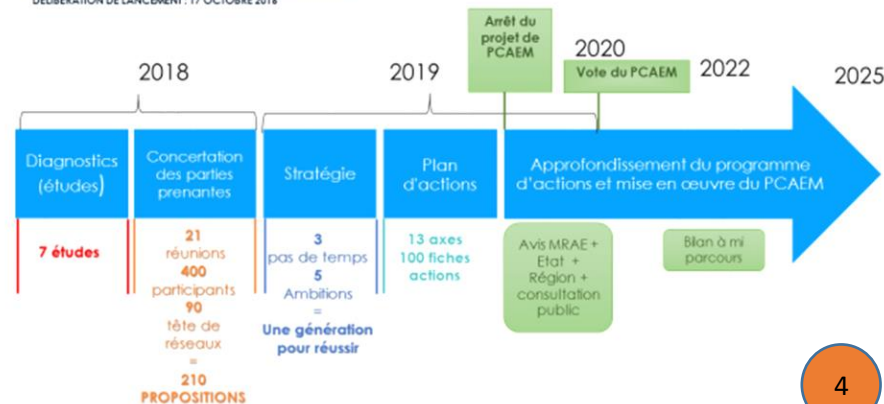 DÉLIBÉRATION DE LANCEMENT : 17 OCTOBRE 2018
Arrêt du
projet de
PCAEM
2018
2019
2020
Vote du PCAEM
2022
2025
Diagnostics
(études)
Concertation
des parties
prenantes
Stratégie
Plan
d'actions
Approfondissement du programme
d'actions et mise en œuvre du PCAEM
7 études
21
réunions
400
participants
90
tête de
réseaux
=
210
PROPOSITIONS
3
pas de temps
5
Ambitions
=
Une génération
pour réussir
13 axes
100 fiches
actions
Avis MRAE +
Etat +
Région +
consultation
public
Bilan à mi
parcours
4